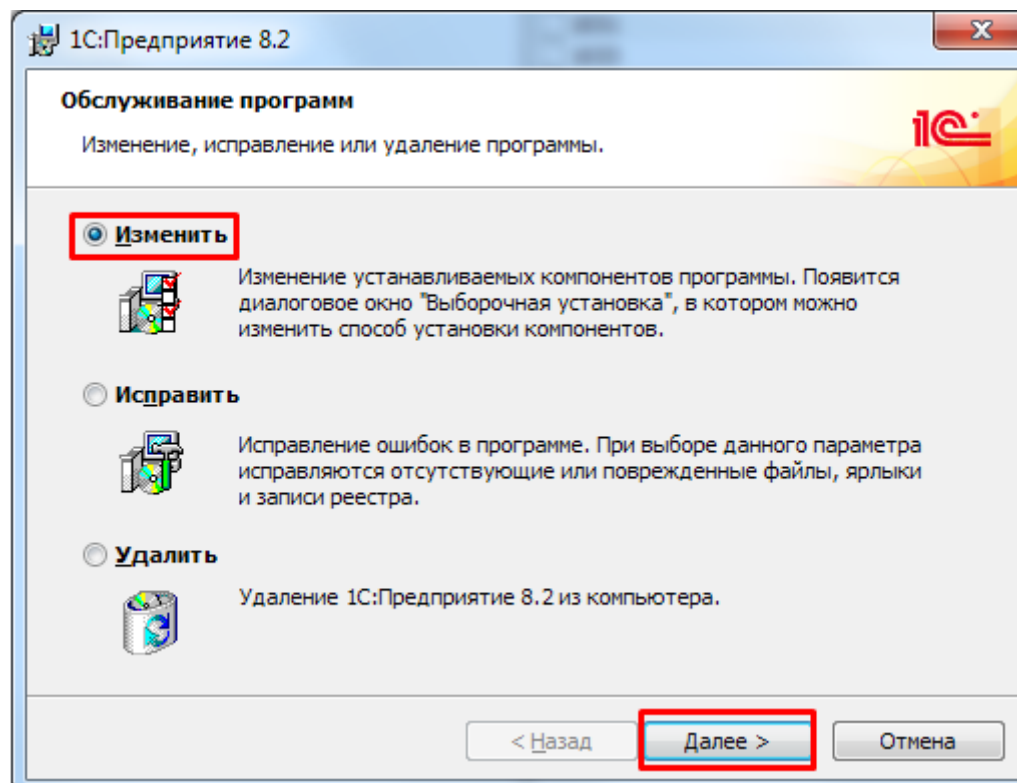 1С:Предприятие 8.2
Обслуживание программ
Изменение, исправление или удаление программы.
1С
Изменить
Изменение устанавливаемых компонентов программы. Появится
диалоговое окно "Выборочная установка", в котором можно
изменить способ установки компонентов.
Исправить
Исправление ошибок в программе. При выборе данного параметра
исправляются отсутствующие или поврежденные файлы, ярлыки
и записи реестра.
Удалить
Удаление 1С:Предприятие 8.2 из компьютера.
< Назад
Далее >
Отмена